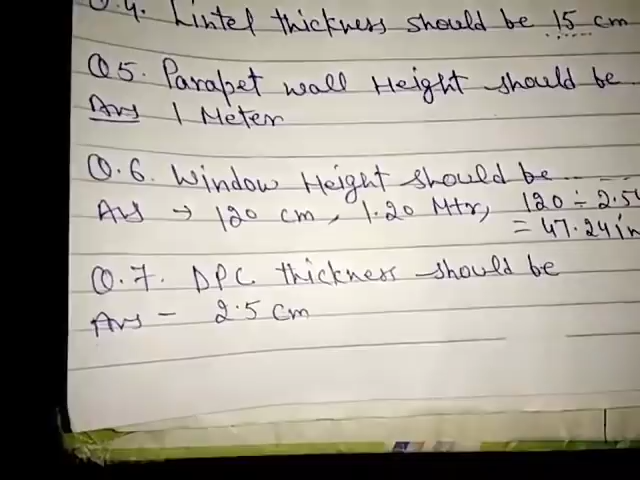 Q.4. Lintel thickness should be 15 cm
Q5. Parapet wall Height should be
Ans 1 Meter
Q.6. Window Height should be ......
Ans → 120 cm, 1.20 Mtr, 120 ÷ 2.54
= 47.24 in
Q.7. DPC thickness should be
Ans - 2.5 cm